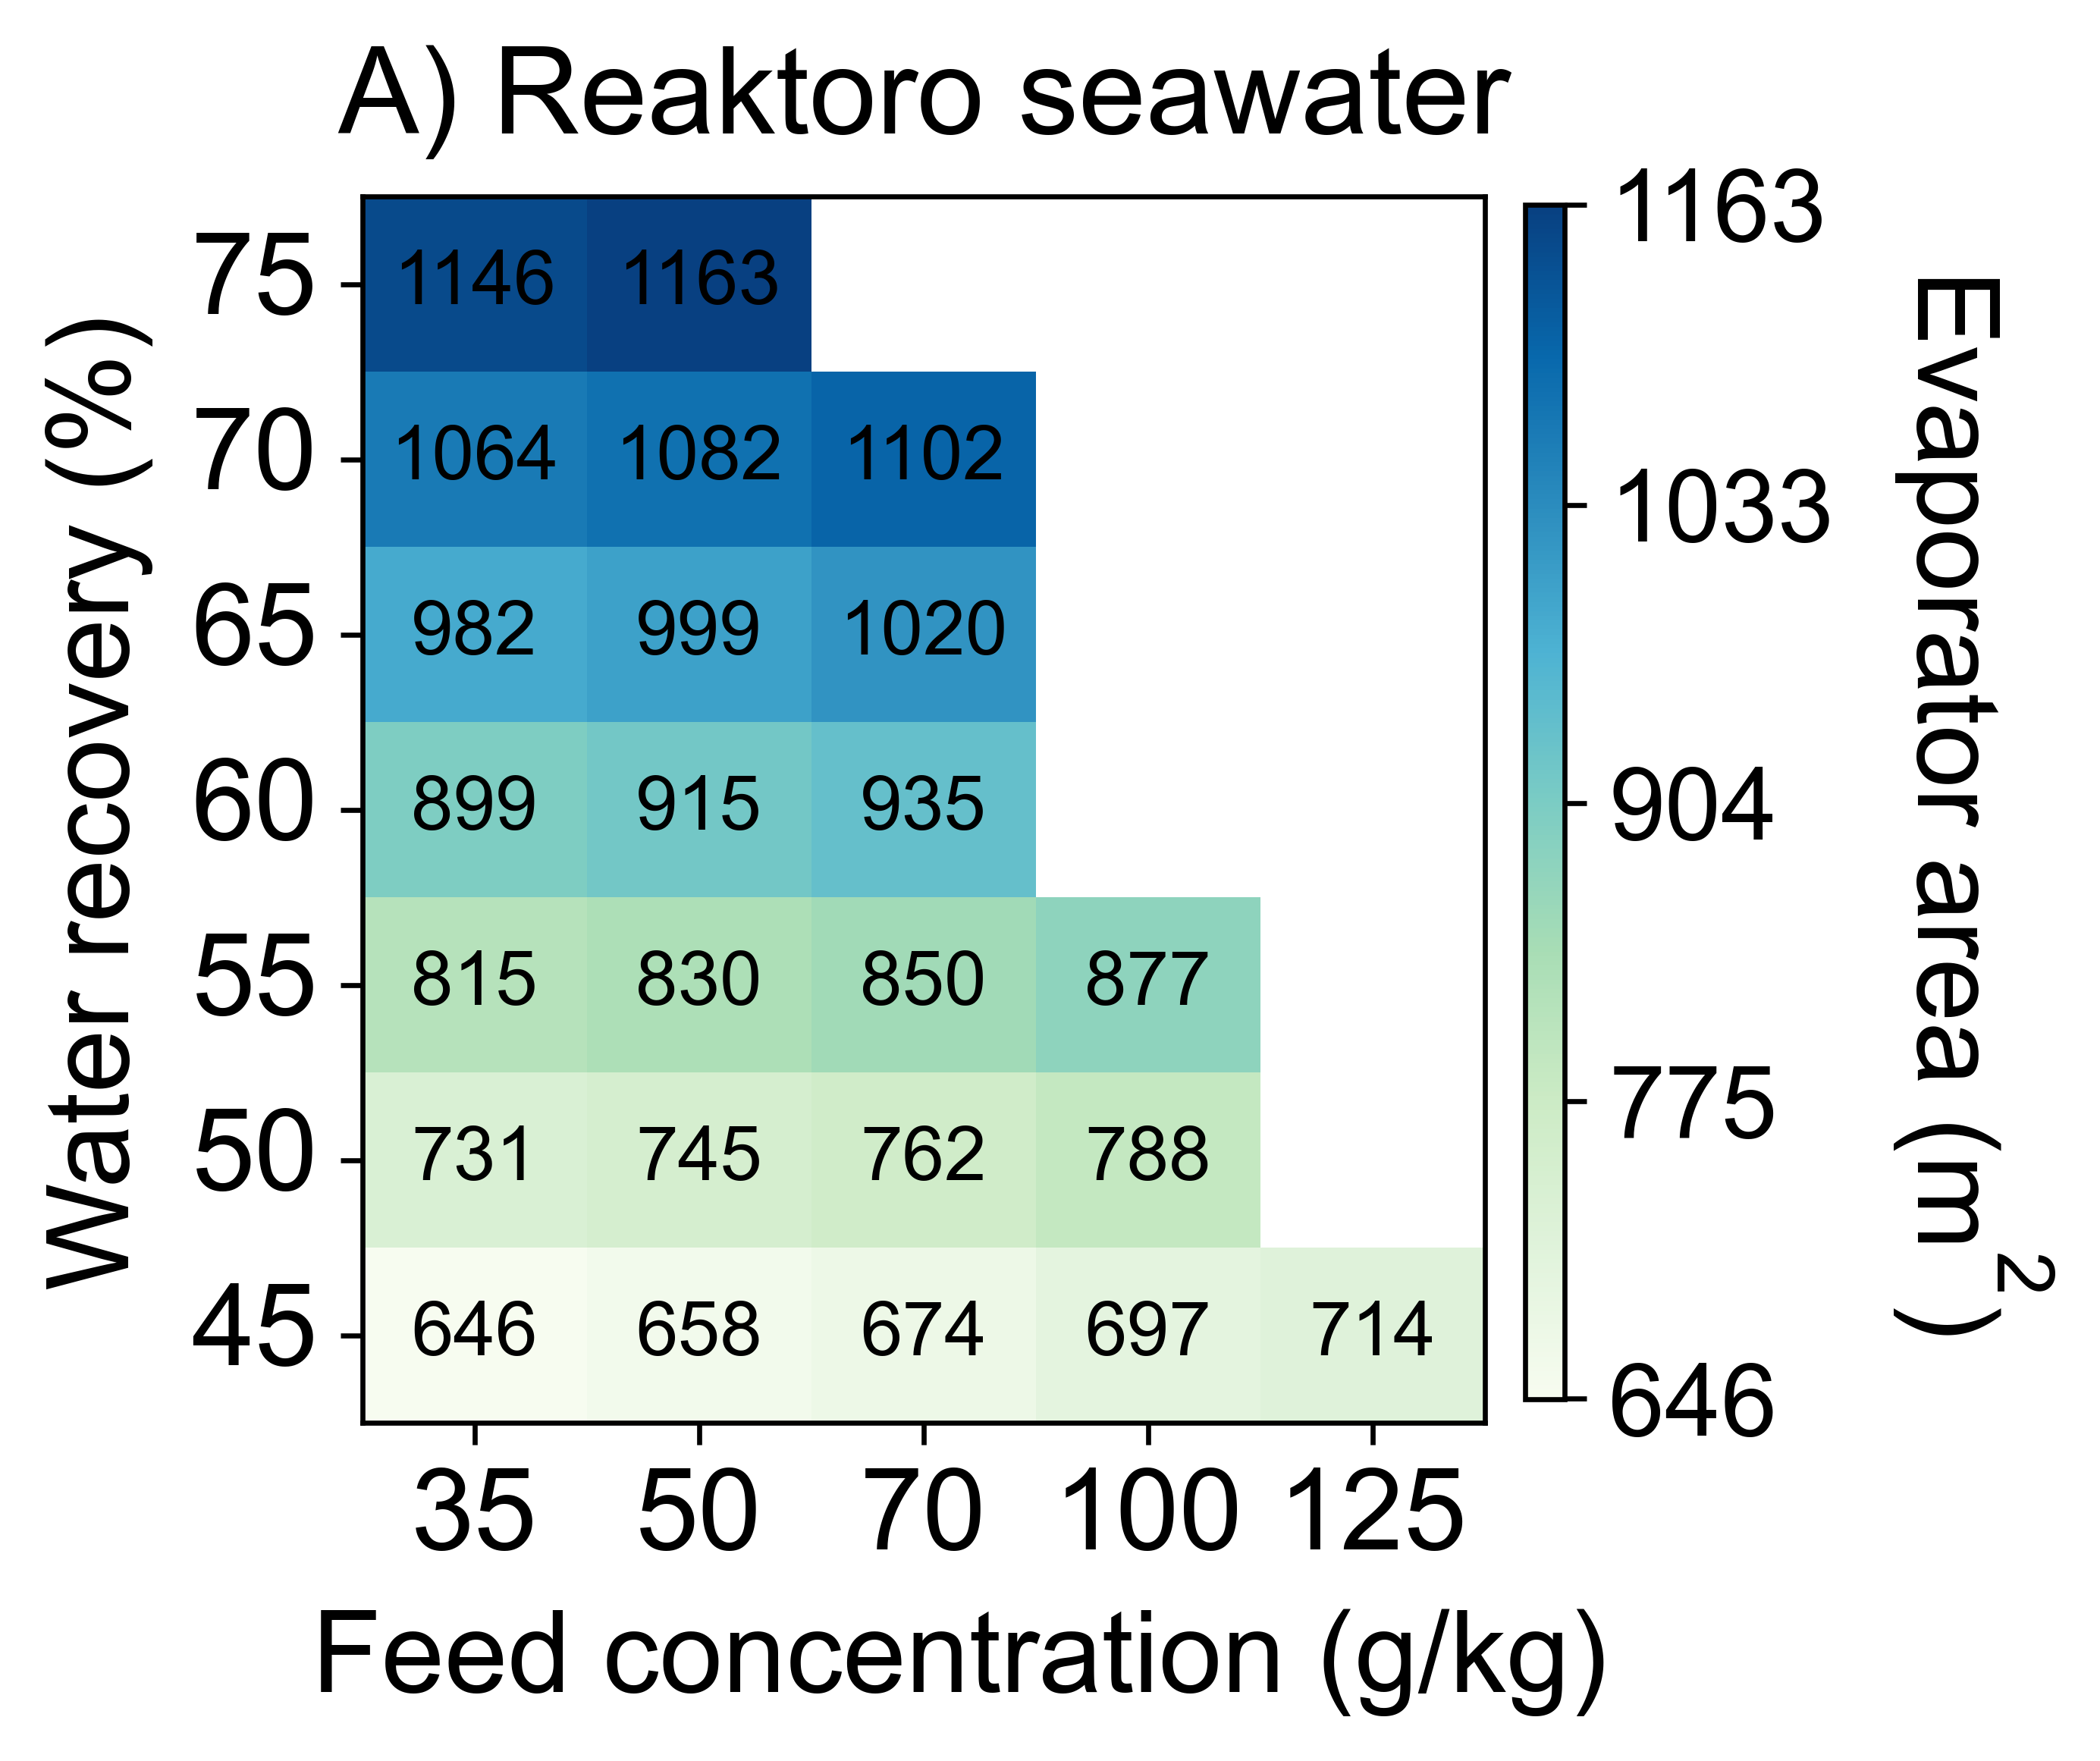 A) Reaktoro seawater
75 1146 1163
70 1064 1082 1102
65 982 999 1020
60 899 915 935
55 815 830 850 877
50 731 745 762 788
45 646 658 674 697 714
35 50 70 100 125
Feed concentration (g/kg)
Water recovery (%)
1163
1033
904
775
646
Evaporator area (m²)